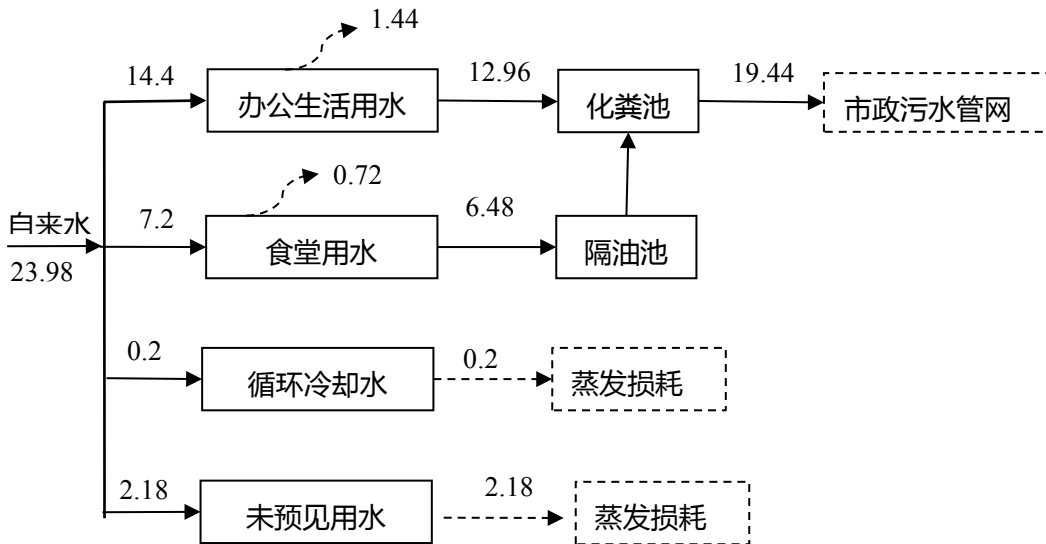 1.44
14.4
办公生活用水
12.96
化粪池
19.44
市政污水管网
0.72
自来水
7.2
食堂用水
6.48
隔油池
23.98
0.2
循环冷却水
0.2
蒸发损耗
2.18
未预见用水
2.18
蒸发损耗